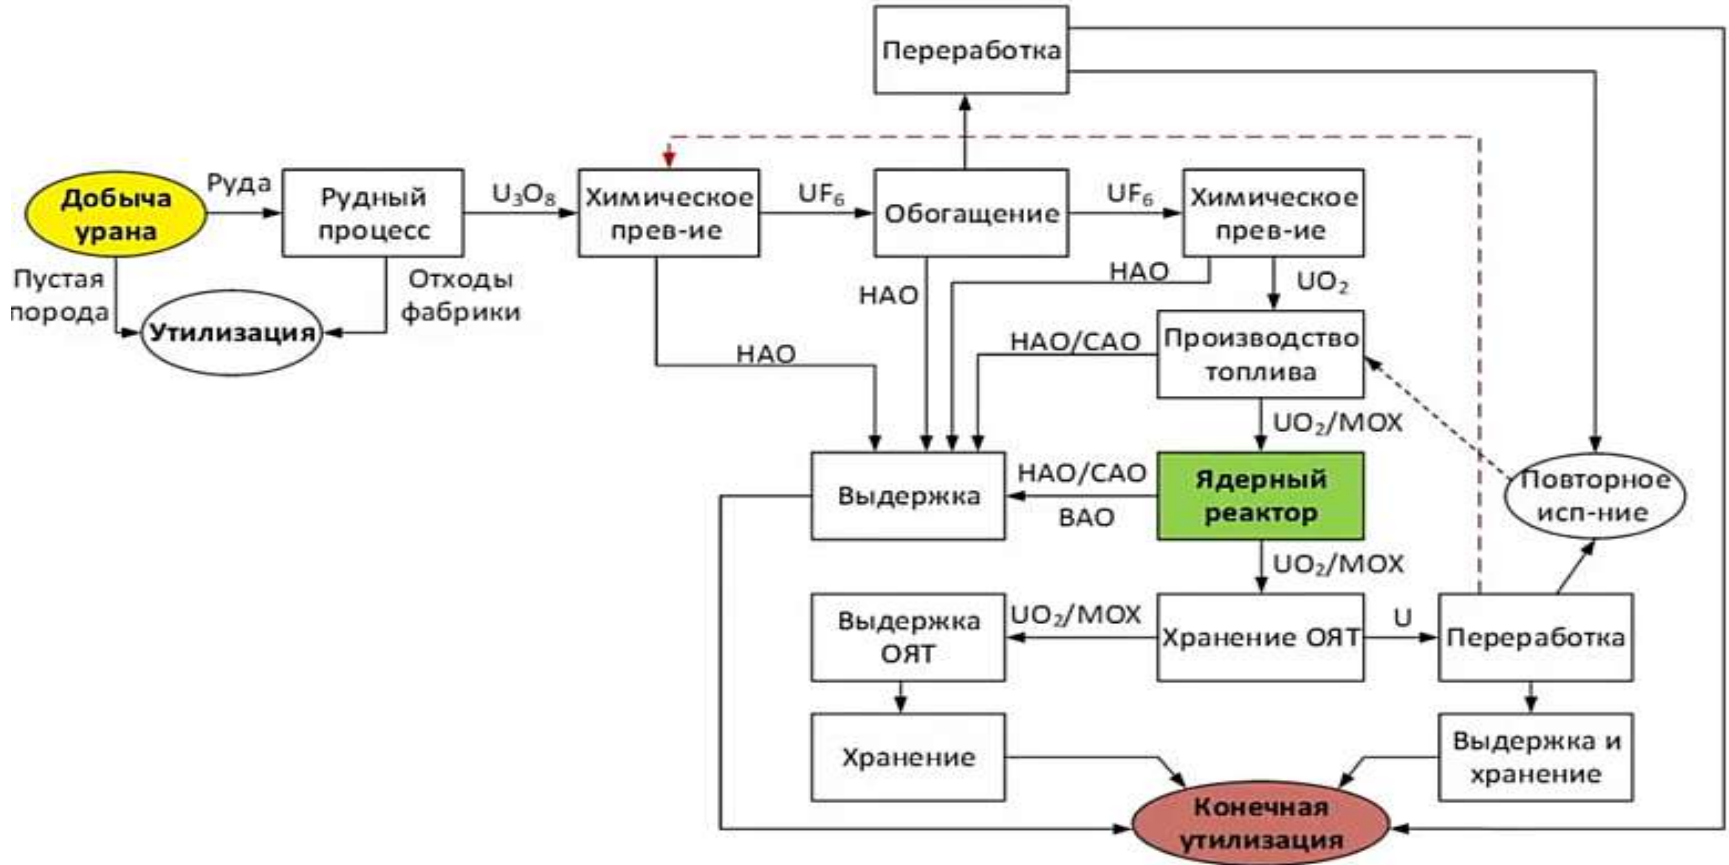 Переработка
Добыча
урана
Руда
Рудный
процесс
U₃O₈
Химическое
прев-ие
UF₆
Обогащение
UF₆
Химическое
прев-ие
Пустая
порода
Отходы
фабрики
Утилизация
НАО
НАО
НАО
UO₂
НАО/САО
Производство
топлива
UO₂/MOX
Выдержка
НАО/САО
ВАО
Ядерный
реактор
Повторное
исп-ние
UO₂/MOX
Выдержка
ОЯТ
UO₂/MOX
Хранение ОЯТ
U
Переработка
Хранение
Выдержка и
хранение
Конечная
утилизация